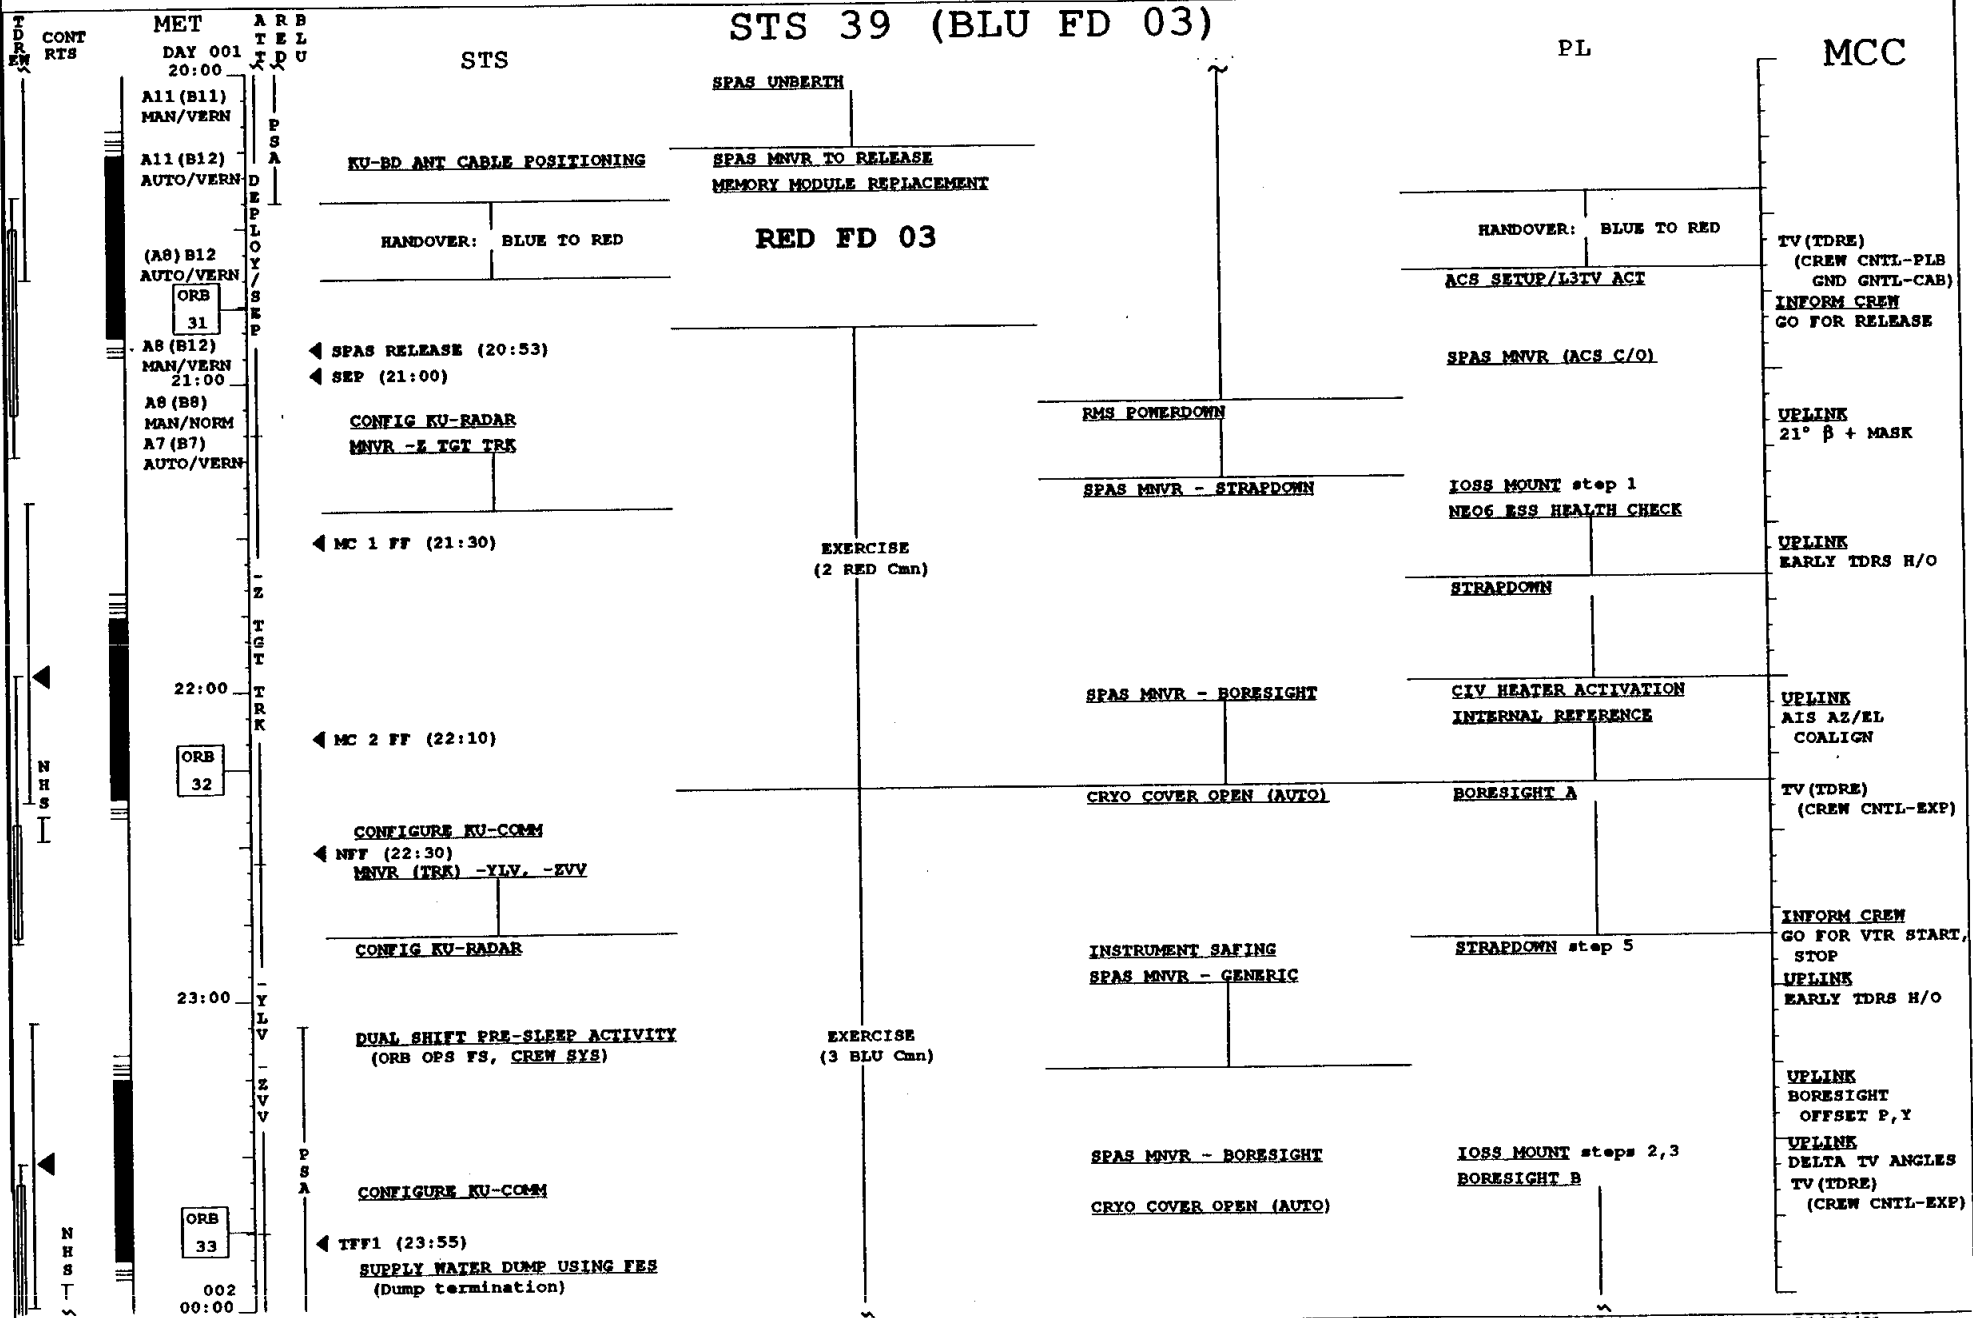 STS 39 (BLU FD 03)
TDRE W
CONT
RTS
MET
DAY 001
ATT
RED
BLU
STS
PL
MCC
20:00
A11(B11)
MAN/VERN
A11(B12)
AUTO/VERN
(A8)B12
AUTO/VERN
ORB
31
A8(B12)
MAN/VERN
21:00
A8(B8)
MAN/NORM
A7(B7)
AUTO/VERN
22:00
ORB
32
23:00
ORB
33
002
00:00
NHS
NHS
DEPLOY/SEP
-Z TGT TRK
-YLV -ZVV
PSA
PSA
KU-BD ANT CABLE POSITIONING
HANDOVER: BLUE TO RED
SPAS RELEASE (20:53)
SEP (21:00)
CONFIG KU-RADAR
MNVR -Z TGT TRK
MC 1 FF (21:30)
MC 2 FF (22:10)
CONFIGURE KU-COMM
NFF (22:30)
MNVR (TRK) -YLV, -ZVV
CONFIG KU-RADAR
DUAL SHIFT PRE-SLEEP ACTIVITY
(ORB OPS FS, CREW SYS)
CONFIGURE KU-COMM
TFF1 (23:55)
SUPPLY WATER DUMP USING FES
(Dump termination)
SPAS UNBERTH
SPAS MNVR TO RELEASE
MEMORY MODULE REPLACEMENT
RED FD 03
EXERCISE
(2 RED Cmn)
EXERCISE
(3 BLU Cmn)
RMS POWERDOWN
SPAS MNVR - STRAPDOWN
SPAS MNVR - BORESIGHT
CRYO COVER OPEN (AUTO)
INSTRUMENT SAFING
SPAS MNVR - GENERIC
SPAS MNVR - BORESIGHT
CRYO COVER OPEN (AUTO)
HANDOVER: BLUE TO RED
ACS SETUP/L3TV ACT
SPAS MNVR (ACS C/O)
IOSS MOUNT step 1
NEO6 ESS HEALTH CHECK
STRAPDOWN
CIV HEATER ACTIVATION
INTERNAL REFERENCE
BORESIGHT A
STRAPDOWN step 5
IOSS MOUNT steps 2,3
BORESIGHT B
TV(TDRE)
(CREW CNTL-PLB
GND GNTL-CAB)
INFORM CREW
GO FOR RELEASE
UPLINK
21° β + MASK
UPLINK
EARLY TDRS H/O
UPLINK
AIS AZ/EL
COALIGN
TV(TDRE)
(CREW CNTL-EXP)
INFORM CREW
GO FOR VTR START,
STOP
UPLINK
EARLY TDRS H/O
UPLINK
BORESIGHT
OFFSET P,Y
UPLINK
DELTA TV ANGLES
TV(TDRE)
(CREW CNTL-EXP)